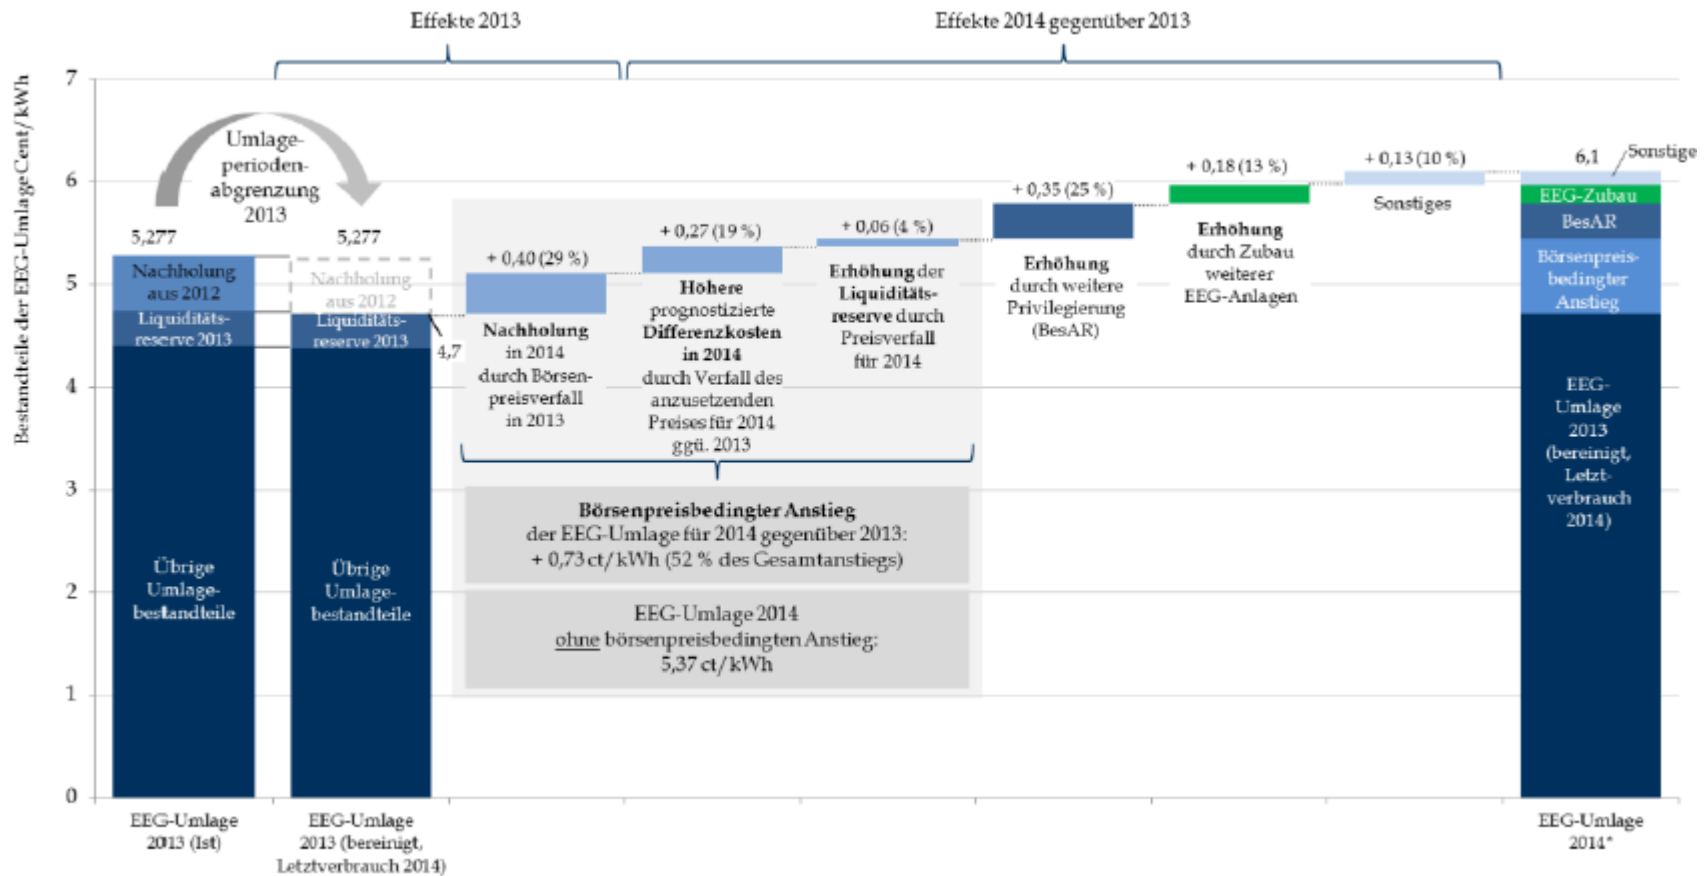 Effekte 2013
Effekte 2014 gegenüber 2013
Bestandteile der EEG-Umlage Cent/kWh
7
6
5
4
3
2
1
0
Umlage-
perioden-
abgrenzung
2013
5,277
Nachholung
aus 2012
Liquiditäts-
reserve 2013
Übrige
Umlage-
bestandteile
5,277
Nachholung
aus 2012
Liquiditäts-
reserve 2013
4,7
Übrige
Umlage-
bestandteile
+ 0,40 (29 %)
Nachholung
in 2014
durch Börsen-
preisverfall
in 2013
+ 0,27 (19 %)
Höhere
prognostizierte
Differenzkosten
in 2014
durch Verfall des
anzusetzenden
Preises für 2014
ggü. 2013
+ 0,06 (4 %)
Erhöhung der
Liquiditäts-
reserve durch
Preisverfall
für 2014
+ 0,35 (25 %)
Erhöhung
durch weitere
Privilegierung
(BesAR)
+ 0,18 (13 %)
Erhöhung
durch Zubau
weiterer
EEG-Anlagen
+ 0,13 (10 %)
Sonstiges
6,1
Sonstige
EEG-Zubau
BesAR
Börsenpreis-
bedingter
Anstieg
EEG-
Umlage
2013
(bereinigt,
Letzt-
verbrauch
2014)
Börsenpreisbedingter Anstieg
der EEG-Umlage für 2014 gegenüber 2013:
+ 0,73 ct/kWh (52 % des Gesamtanstiegs)
EEG-Umlage 2014
ohne börsenpreisbedingten Anstieg:
5,37 ct/kWh
EEG-Umlage
2013 (Ist)
EEG-Umlage
2013 (bereinigt,
Letztverbrauch 2014)
EEG-Umlage
2014*